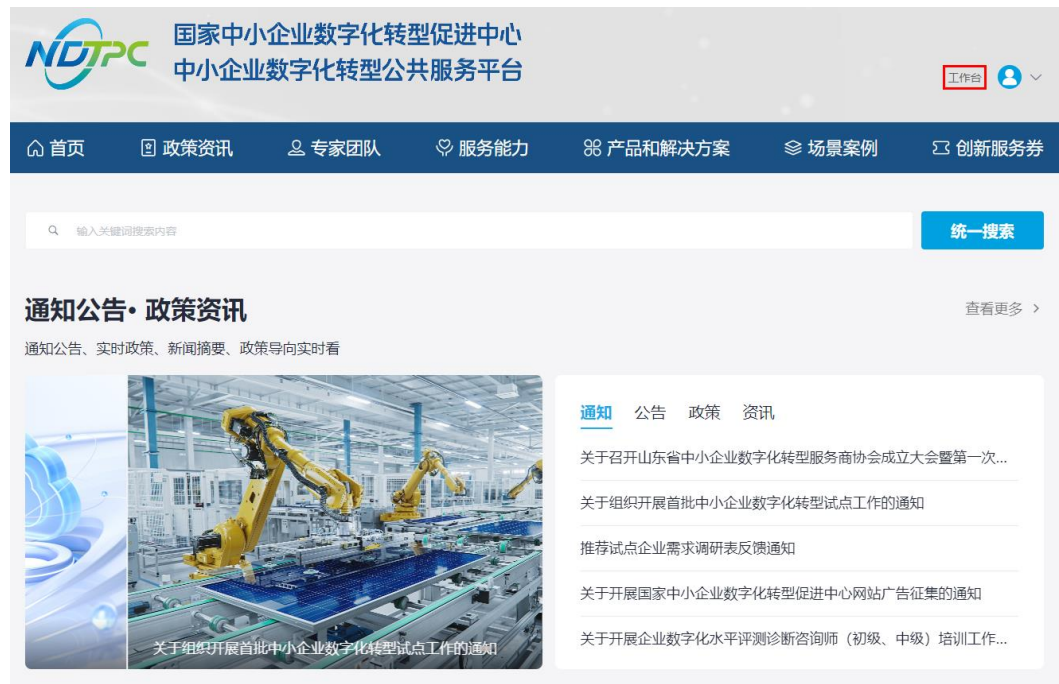 NDTPC
国家中小企业数字化转型促进中心
中小企业数字化转型公共服务平台
工作台
首页 政策资讯 专家团队 服务能力 产品和解决方案 场景案例 创新服务券
输入关键词搜索内容 统一搜索
通知公告• 政策资讯 查看更多
通知公告、实时政策、新闻摘要、政策导向实时看
通知 公告 政策 资讯
关于召开山东省中小企业数字化转型服务商协会成立大会暨第一次...
关于组织开展首批中小企业数字化转型试点工作的通知
推荐试点企业需求调研表反馈通知
关于开展国家中小企业数字化转型促进中心网站广告征集的通知
关于开展企业数字化水平评测诊断咨询师（初级、中级）培训工作...
关于组织开展首批中小企业数字化转型试点工作的通知